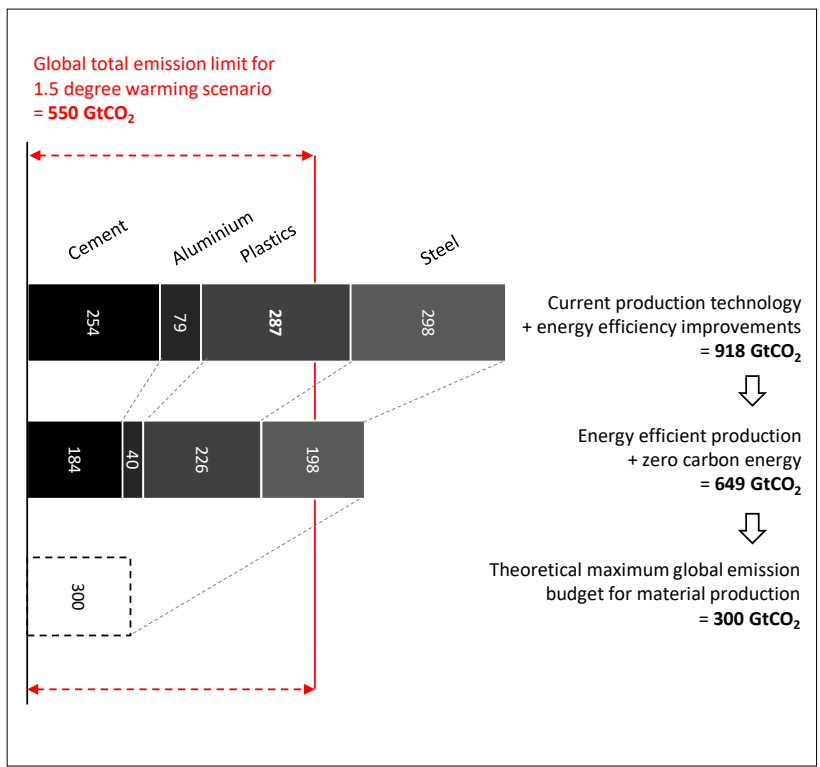 Global total emission limit for
1.5 degree warming scenario
= 550 GtCO₂
Cement
Aluminium
Plastics
Steel
254
79
287
298
Current production technology
+ energy efficiency improvements
= 918 GtCO₂
184
40
226
198
Energy efficient production
+ zero carbon energy
= 649 GtCO₂
300
Theoretical maximum global emission
budget for material production
= 300 GtCO₂